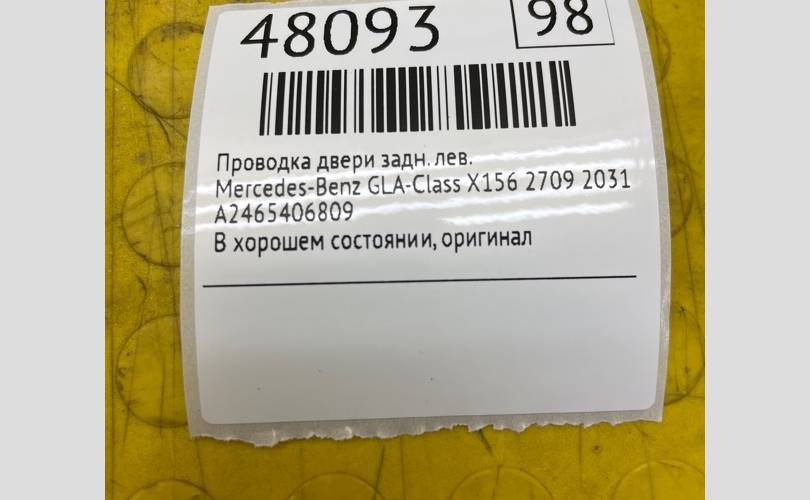 48093
98
Проводка двери задн. лев.
Mercedes-Benz GLA-Class X156 2709 2031
A2465406809
В хорошем состоянии, оригинал